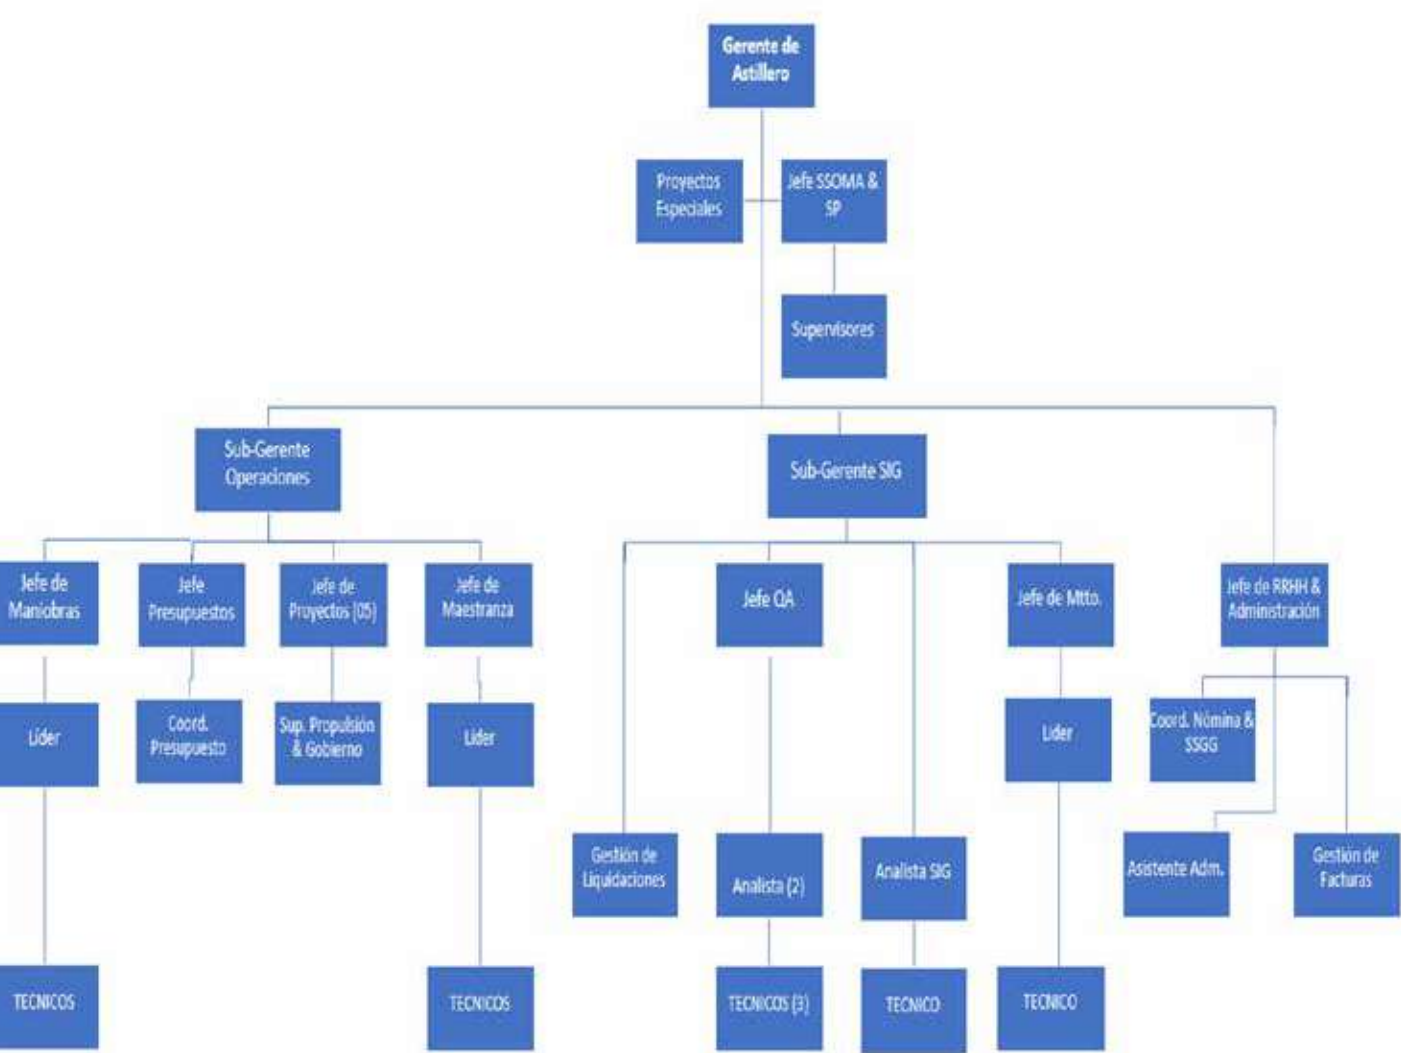 Gerente de
Astillero
Proyectos
Especiales
Jefe SSOMA &
SP
Supervisores
Sub-Gerente
Operaciones
Sub-Gerente SIG
Jefe de
Maniobras
Jefe
Presupuestos
Jefe de
Proyectos (05)
Jefe de
Maestranza
Jefe QA
Jefe de Mtto.
Jefe de RRHH &
Administración
Líder
Coord.
Presupuesto
Sup. Propulsión
& Gobierno
Lider
Lider
Coord. Nómina &
SSGG
Gestión de
Liquidaciones
Analista (2)
Analista SIG
Asistente Adm.
Gestión de
Facturas
TECNICOS
TECNICOS
TECNICOS (3)
TECNICO
TECNICO